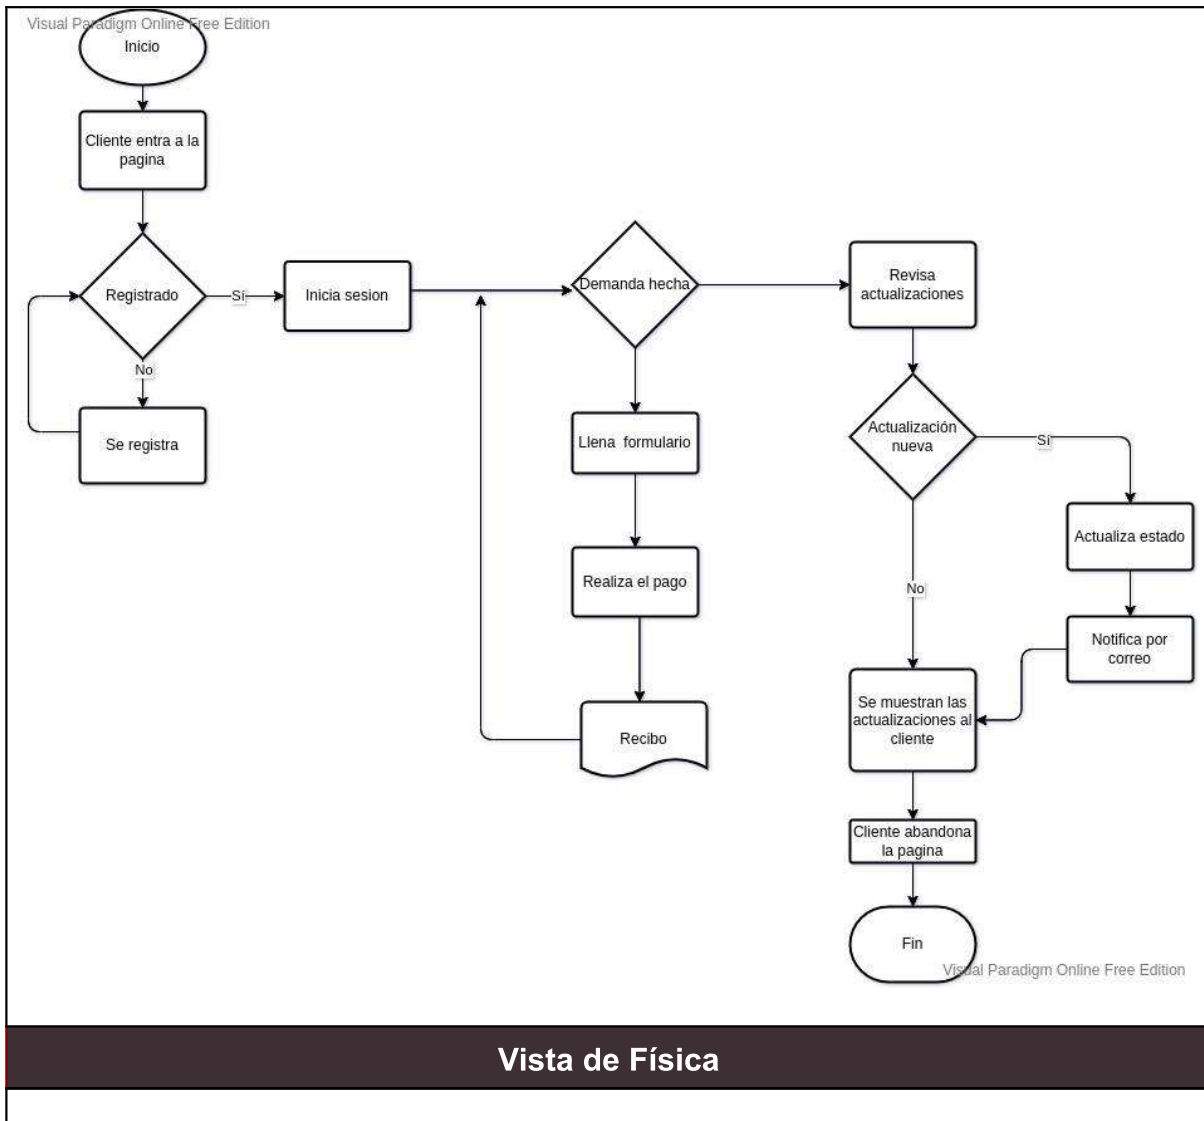 Visual Paradigm Online Free Edition
Inicio
Cliente entra a la
pagina
Registrado
Sí
No
Se registra
Inicia sesion
Demanda hecha
Llena formulario
Realiza el pago
Recibo
Revisa
actualizaciones
Actualización
nueva
Sí
No
Actualiza estado
Notifica por
correo
Se muestran las
actualizaciones al
cliente
Cliente abandona
la pagina
Fin
Visual Paradigm Online Free Edition
Vista de Física